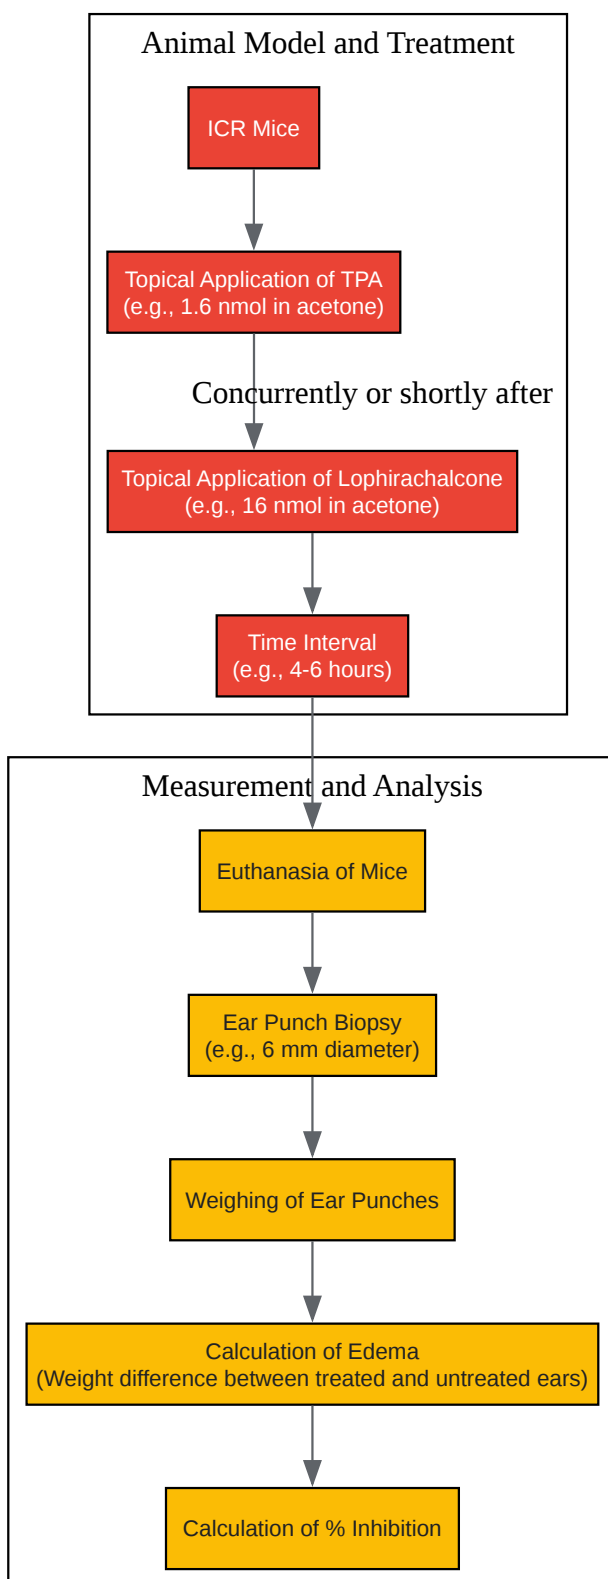 Animal Model and Treatment
ICR Mice
Topical Application of TPA
(e.g., 1.6 nmol in acetone)
Concurrently or shortly after
Topical Application of Lophirachalcone
(e.g., 16 nmol in acetone)
Time Interval
(e.g., 4-6 hours)
Measurement and Analysis
Euthanasia of Mice
Ear Punch Biopsy
(e.g., 6 mm diameter)
Weighing of Ear Punches
Calculation of Edema
(Weight difference between treated and untreated ears)
Calculation of % Inhibition